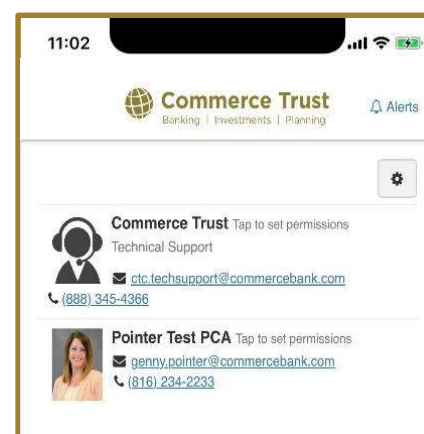 11:02
Commerce Trust
Banking | Investments | Planning
Alerts
Commerce Trust Tap to set permissions
Technical Support
ctc.techsupport@commercebank.com
(888) 345-4366
Pointer Test PCA Tap to set permissions
genny.pointer@commercebank.com
(816) 234-2233